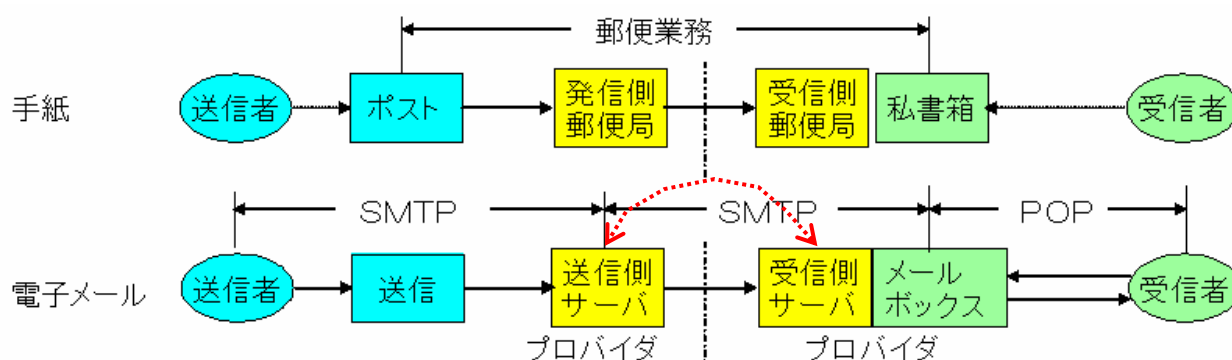 郵便業務
手紙
送信者
ポスト
発信側
郵便局
受信側
郵便局
私書箱
受信者
SMTP
SMTP
POP
電子メール
送信者
送信
送信側
サーバ
受信側
サーバ
メール
ボックス
受信者
プロバイダ
プロバイダ